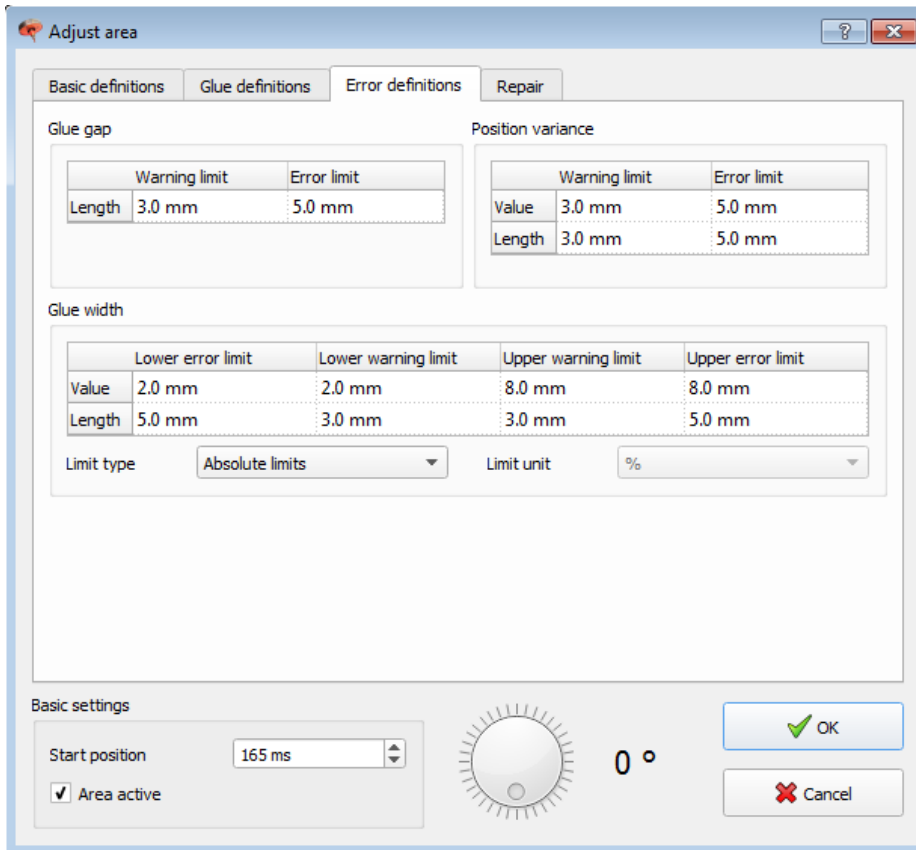 Adjust area
Basic definitions Glue definitions Error definitions Repair
Glue gap Position variance
Warning limit Error limit Warning limit Error limit
Length 3.0 mm 5.0 mm Value 3.0 mm 5.0 mm
Length 3.0 mm 5.0 mm
Glue width
Lower error limit Lower warning limit Upper warning limit Upper error limit
Value 2.0 mm 2.0 mm 8.0 mm 8.0 mm
Length 5.0 mm 3.0 mm 3.0 mm 5.0 mm
Limit type Absolute limits Limit unit %
Basic settings
Start position 165 ms 0 ° OK
Area active Cancel